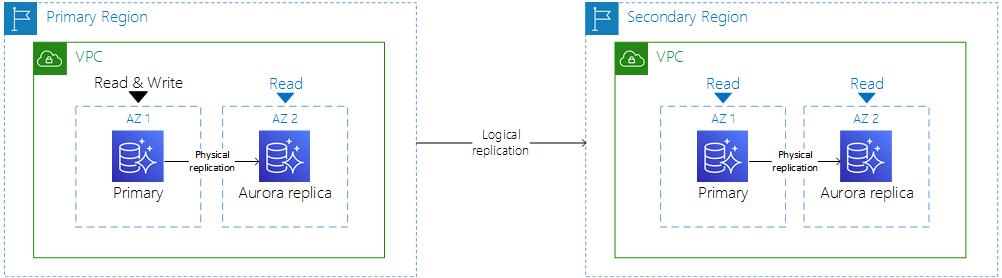 Primary Region
VPC
Read & Write
Read
AZ 1
AZ 2
Physical
replication
Primary
Aurora replica
Logical
replication
Secondary Region
VPC
Read
Read
AZ 1
AZ 2
Physical
replication
Primary
Aurora replica